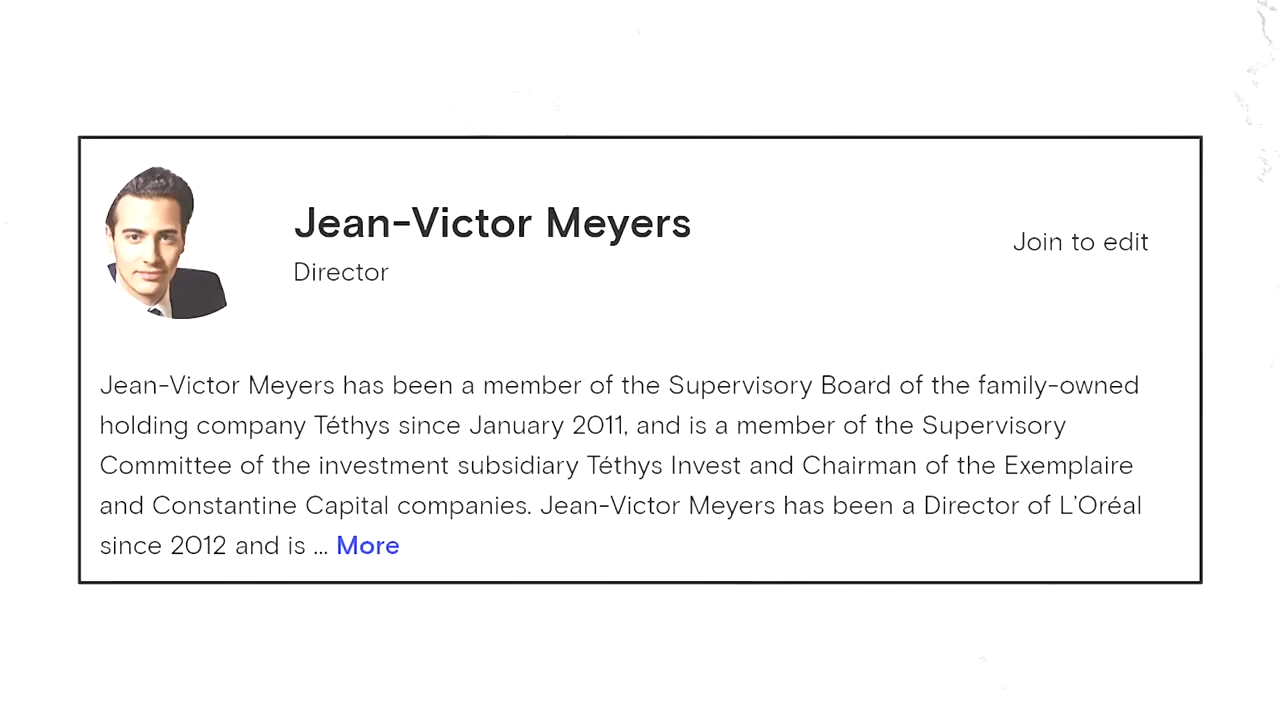 Jean-Victor Meyers
Director
Join to edit
Jean-Victor Meyers has been a member of the Supervisory Board of the family-owned
holding company Téthys since January 2011, and is a member of the Supervisory
Committee of the investment subsidiary Téthys Invest and Chairman of the Exemplaire
and Constantine Capital companies. Jean-Victor Meyers has been a Director of L’Oréal
since 2012 and is ... More